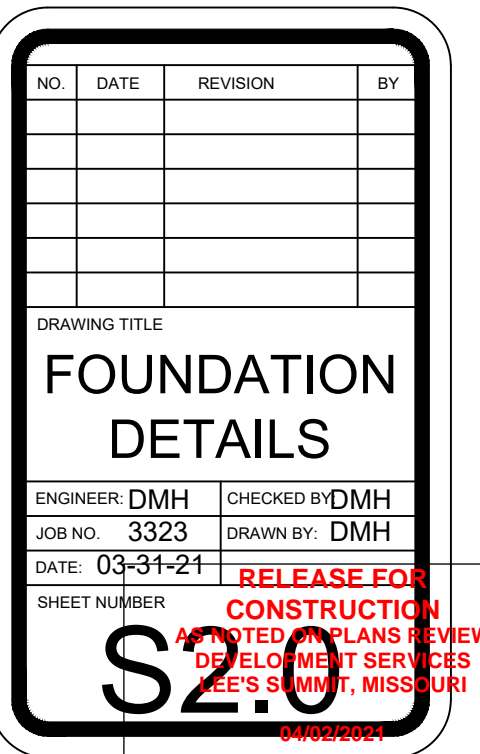 NO. DATE REVISION BY
DRAWING TITLE
FOUNDATION
DETAILS
ENGINEER: DMH CHECKED BY: DMH
JOB NO. 3323 DRAWN BY: DMH
DATE: 03-31-21
SHEET NUMBER
S2.0
RELEASE FOR
CONSTRUCTION
AS NOTED ON PLANS REVIEW
DEVELOPMENT SERVICES
LEE'S SUMMIT, MISSOURI
04/02/2021